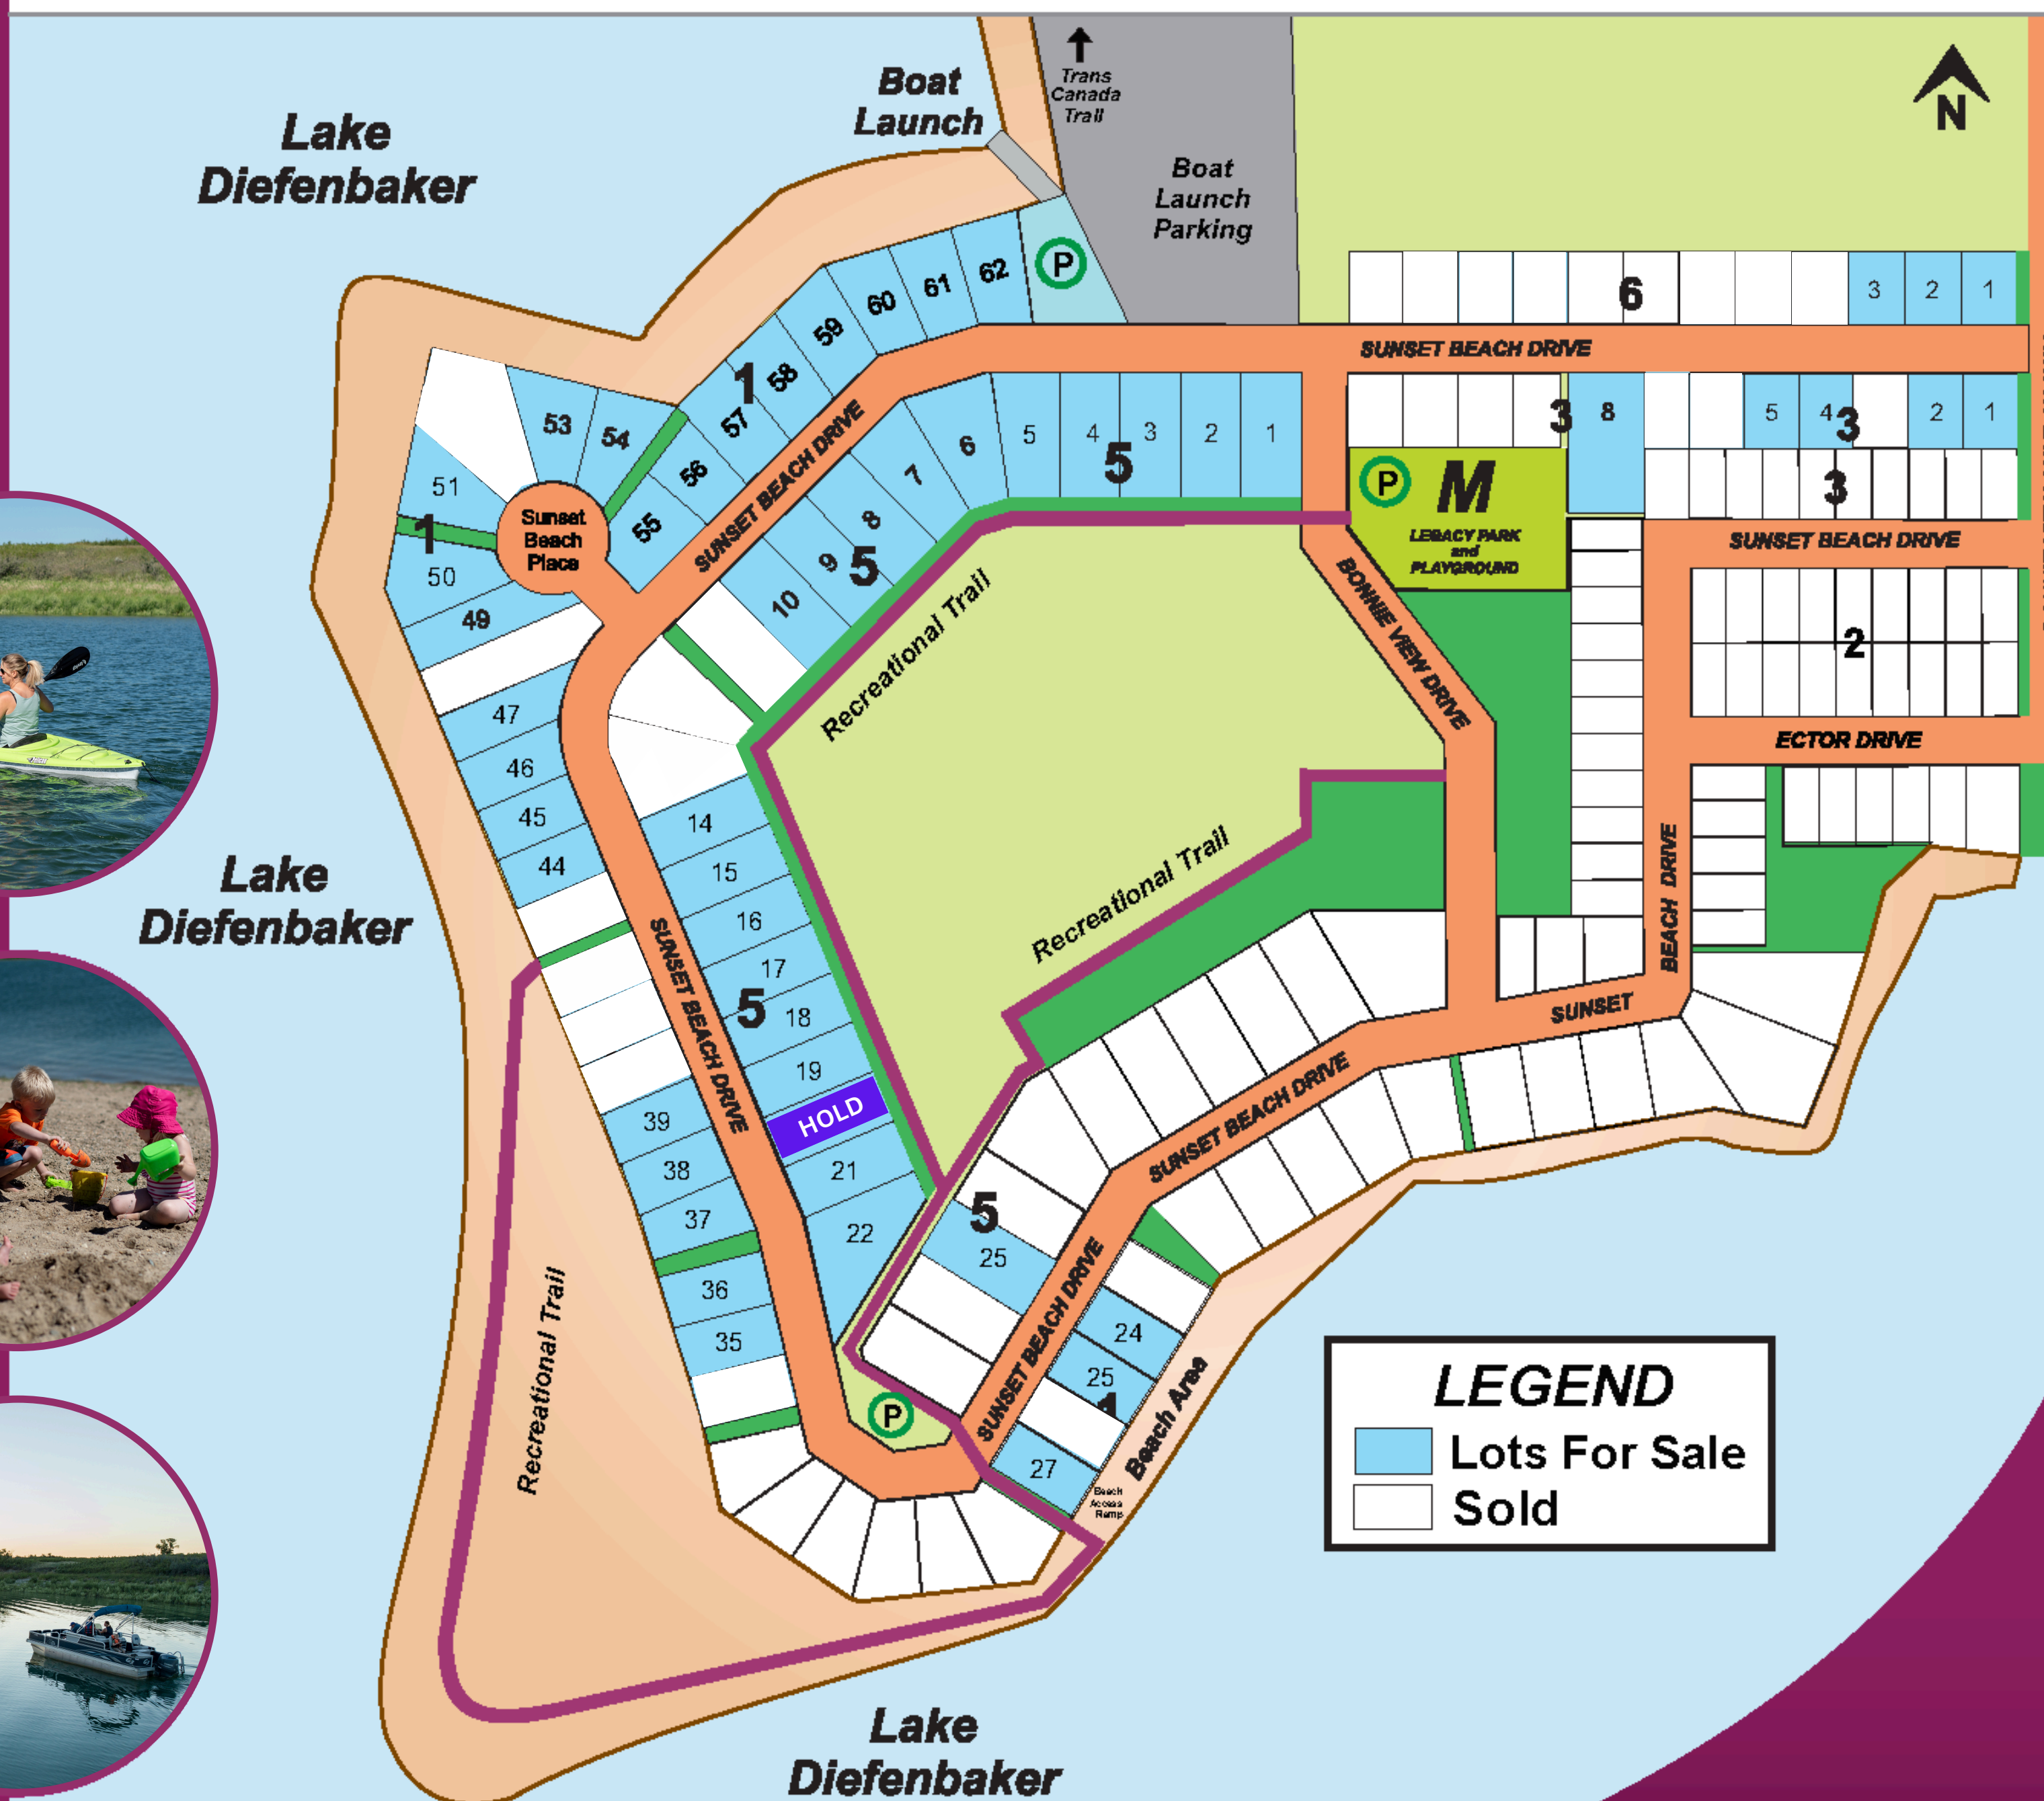 Trans
Canada
Trail
N
Boat
Launch
Lake
Diefenbaker
Boat
Launch
Parking
P
62
61
60
59
58
57
56
55
1
6
3
2
1
SUNSET BEACH DRIVE
3
8
5
4
3
2
1
3
5
4
3
2
1
5
6
7
8
9
10
5
53
54
51
1
50
49
Sunset
Beach
Place
SUNSET BEACH DRIVE
P
M
LEGACY PARK
and
PLAYGROUND
SUNSET BEACH DRIVE
BONNIE VIEW DRIVE
2
ECTOR DRIVE
Recreational Trail
47
46
45
44
14
15
16
17
5
18
19
HOLD
21
22
SUNSET BEACH DRIVE
Lake
Diefenbaker
Recreational Trail
BEACH DRIVE
SUNSET
SUNSET BEACH DRIVE
39
38
37
36
35
5
25
SUNSET BEACH DRIVE
24
25
1
27
Beach Area
Beach
Access
Ramp
P
Recreational Trail
LEGEND
Lots For Sale
Sold
Lake
Diefenbaker